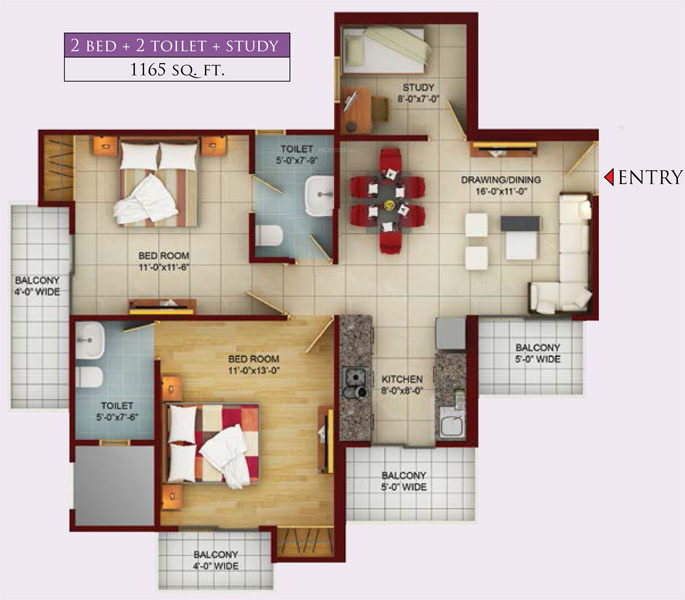 2 BED + 2 TOILET + STUDY
1165 SQ. FT.
STUDY
8'-0"x7'-0"
TOILET
5'-0"x7'-9"
DRAWING/DINING
16'-0"x11'-0"
ENTRY
BED ROOM
11'-0"x11'-6"
BALCONY
4'-0" WIDE
BED ROOM
11'-0"x13'-0"
BALCONY
5'-0" WIDE
KITCHEN
8'-0"x8'-0"
TOILET
5'-0"x7'-6"
BALCONY
5'-0" WIDE
BALCONY
4'-0" WIDE